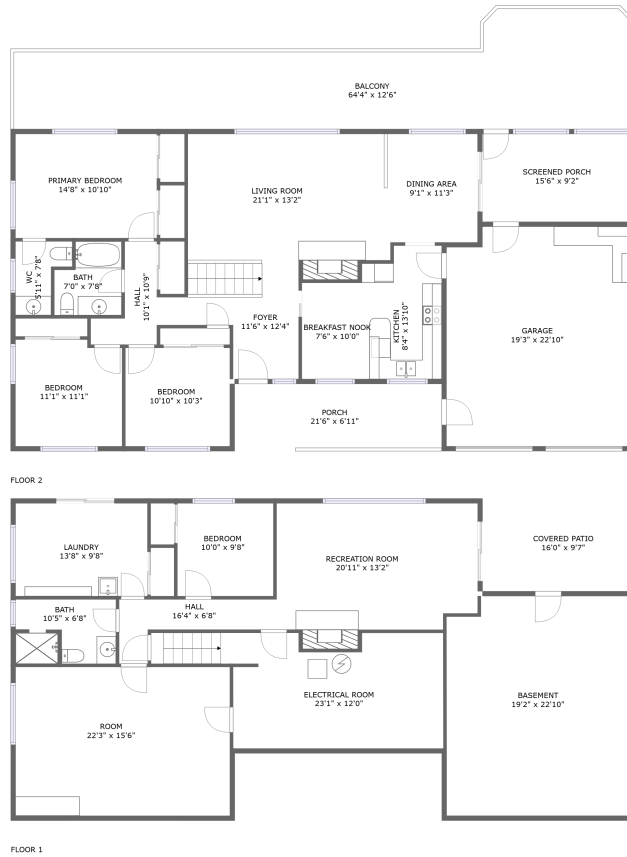 BALCONY
64'4" x 12'6"
PRIMARY BEDROOM
14'8" x 10'10"
LIVING ROOM
21'1" x 13'2"
DINING AREA
9'1" x 11'3"
SCREENED PORCH
15'6" x 9'2"
WC
5'11" x 7'8"
BATH
7'0" x 7'8"
HALL
10'1" x 10'9"
FOYER
11'6" x 12'4"
BREAKFAST NOOK
7'6" x 10'0"
KITCHEN
8'4" x 13'10"
GARAGE
19'3" x 22'10"
BEDROOM
11'1" x 11'1"
BEDROOM
10'10" x 10'3"
PORCH
21'6" x 6'11"
FLOOR 2
LAUNDRY
13'8" x 9'8"
BEDROOM
10'0" x 9'8"
RECREATION ROOM
20'11" x 13'2"
COVERED PATIO
16'0" x 9'7"
BATH
10'5" x 6'8"
HALL
16'4" x 6'8"
ELECTRICAL ROOM
23'1" x 12'0"
BASEMENT
19'2" x 22'10"
ROOM
22'3" x 15'6"
FLOOR 1